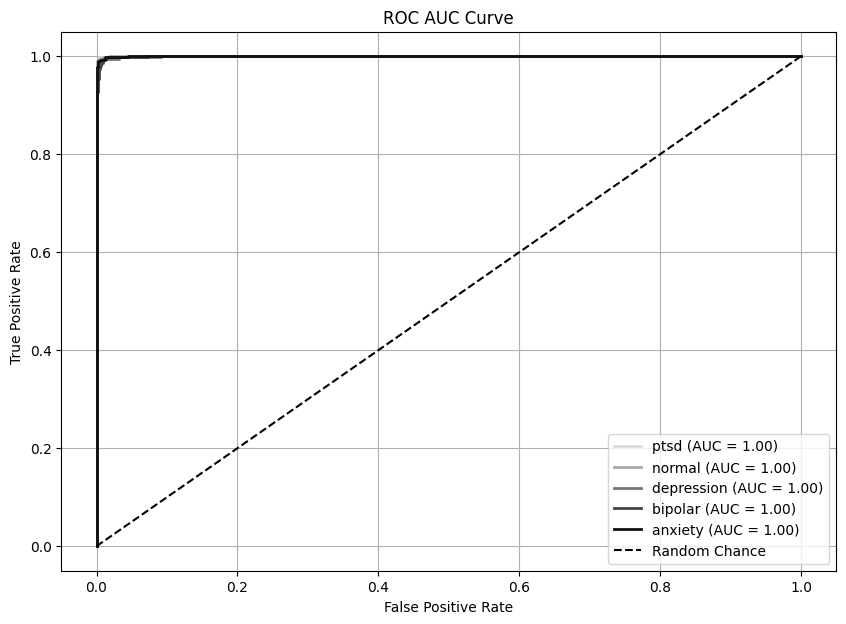 ROC AUC Curve
True Positive Rate
1.0
0.8
0.6
0.4
0.2
0.0
0.0 0.2 0.4 0.6 0.8 1.0
False Positive Rate
ptsd (AUC = 1.00)
normal (AUC = 1.00)
depression (AUC = 1.00)
bipolar (AUC = 1.00)
anxiety (AUC = 1.00)
Random Chance